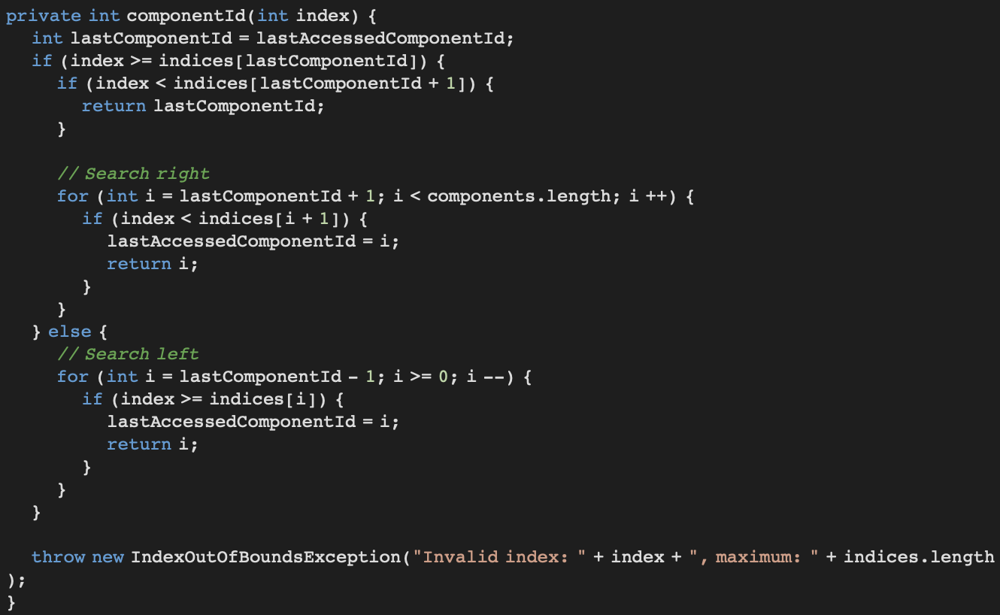 private int componentId(int index) {
int lastComponentId = lastAccessedComponentId;
if (index >= indices[lastComponentId]) {
if (index < indices[lastComponentId + 1]) {
return lastComponentId;
}
// Search right
for (int i = lastComponentId + 1; i < components.length; i ++) {
if (index < indices[i + 1]) {
lastAccessedComponentId = i;
return i;
}
}
} else {
// Search left
for (int i = lastComponentId - 1; i >= 0; i --) {
if (index >= indices[i]) {
lastAccessedComponentId = i;
return i;
}
}
}
throw new IndexOutOfBoundsException("Invalid index: " + index + ", maximum: " + indices.length
);
}